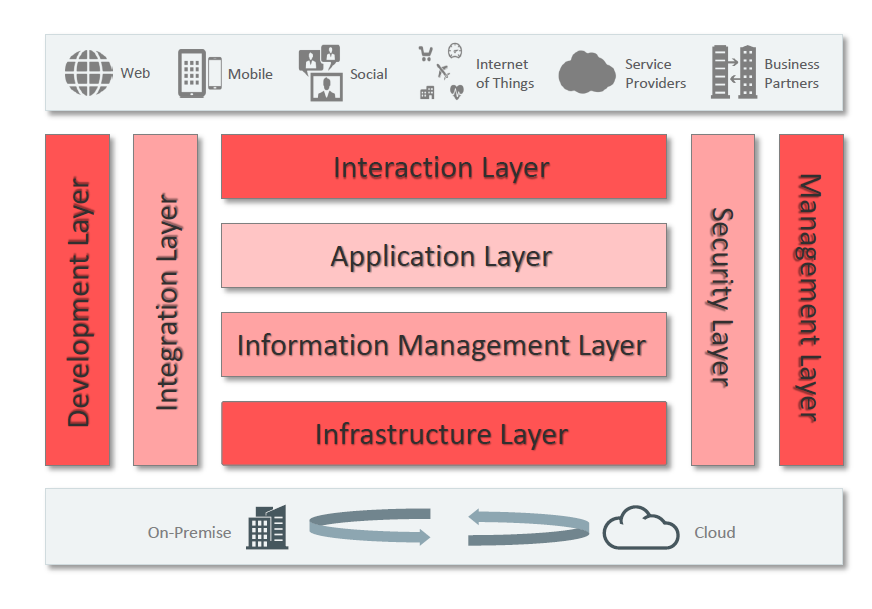 Web
Mobile
Social
Internet
of Things
Service
Providers
Business
Partners
Development Layer
Integration Layer
Interaction Layer
Application Layer
Information Management Layer
Infrastructure Layer
Security Layer
Management Layer
On-Premise
Cloud